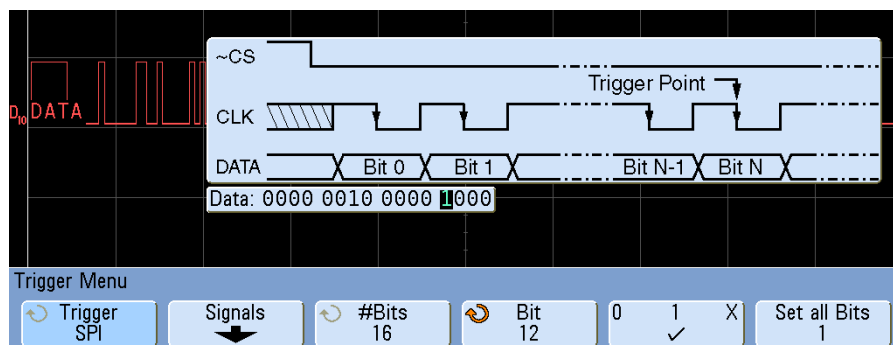 ~CS
Trigger Point
D10 DATA
CLK
DATA Bit 0 Bit 1 Bit N-1 Bit N
Data: 0000 0010 0000 1000
Trigger Menu
Trigger Signals #Bits Bit 0 1 X Set all Bits
SPI 16 12 ✓ 1